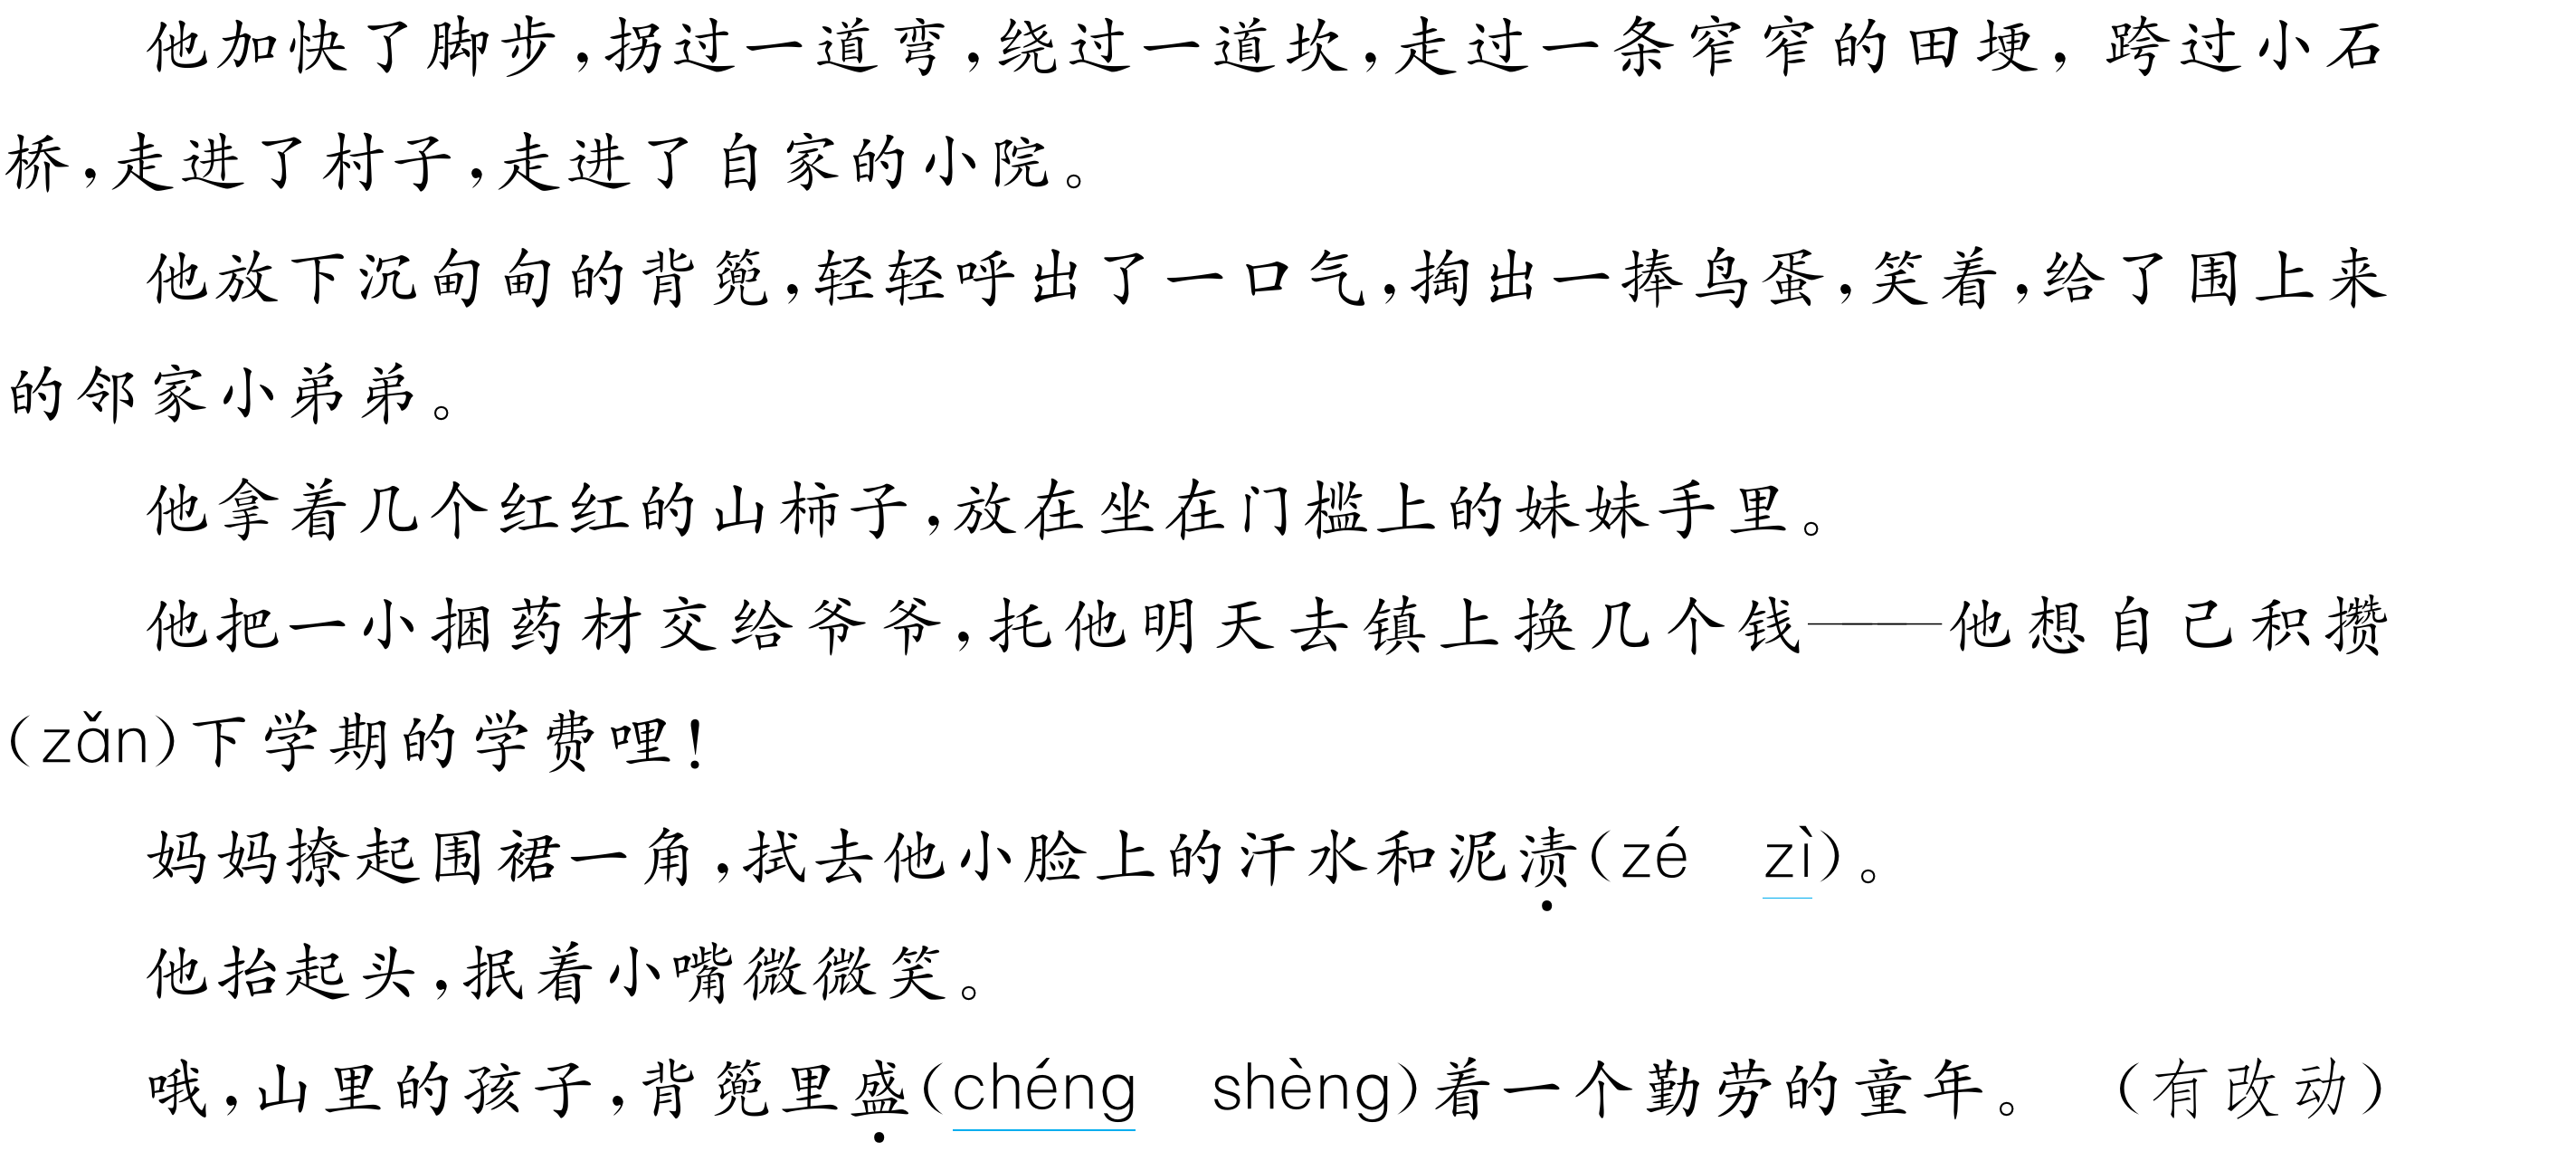 他加快了脚步,拐过一道弯,绕过一道坎,走过一条窄窄的田埂,跨过小石
桥,走进了村子,走进了自家的小院。
他放下沉甸甸的背篼,轻轻呼出了一口气,掏出一捧鸟蛋,笑着,给了围上来
的邻家小弟弟。
他拿着几个红红的山柿子,放在坐在门槛上的妹妹手里。
他把一小捆药材交给爷爷,托他明天去镇上换几个钱——他想自己积攒
(zǎn)下学期的学费哩!
妈妈撩起围裙一角,拭去他小脸上的汗水和泥渍(zé zì)。
他抬起头,抿着小嘴微微笑。
哦,山里的孩子,背篼里盛(chéng shèng)着一个勤劳的童年。 (有改动)